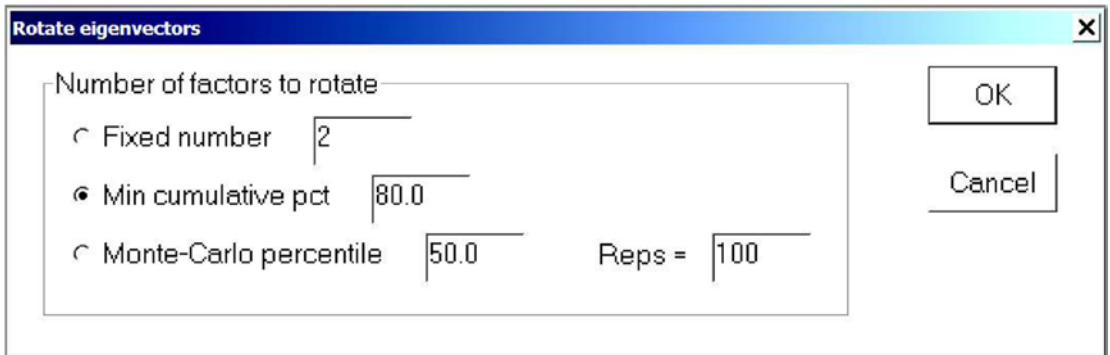 Rotate eigenvectors
Number of factors to rotate
Fixed number 2
Min cumulative pct 80.0
Monte-Carlo percentile 50.0 Reps = 100
OK
Cancel